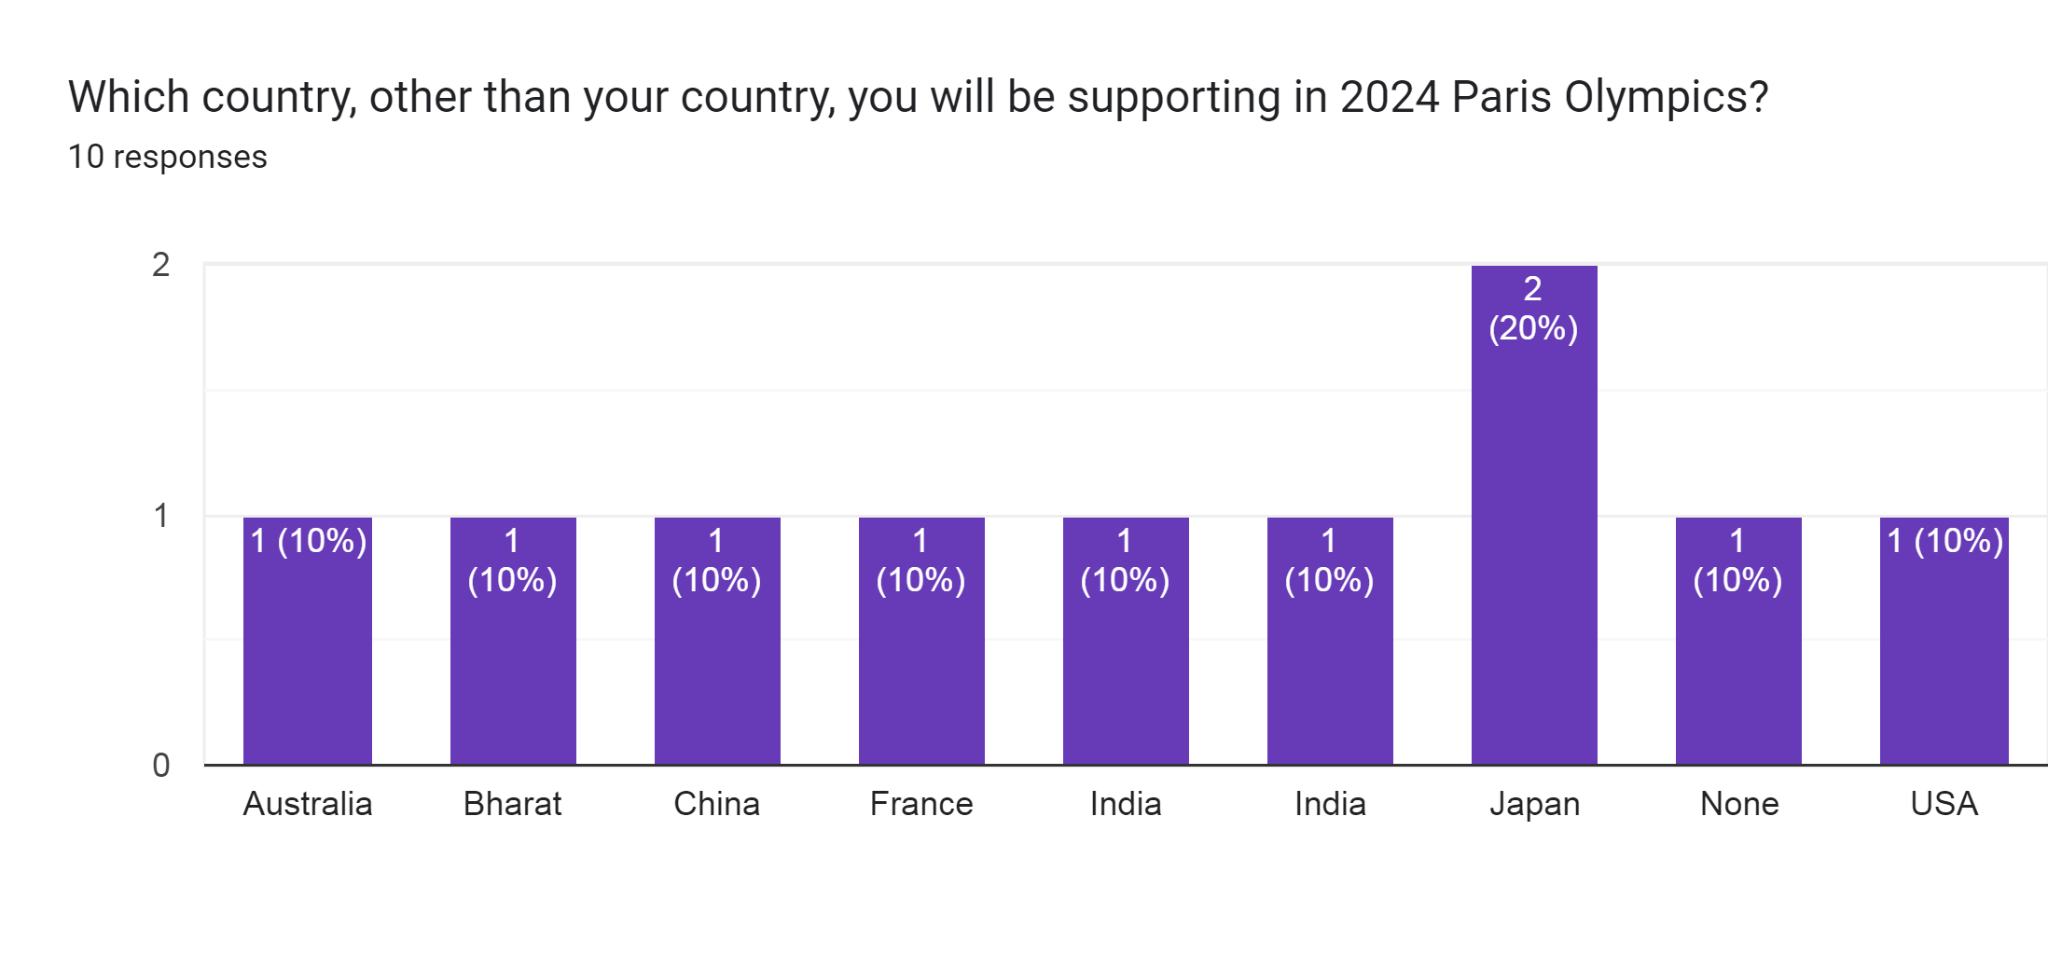 Which country, other than your country, you will be supporting in 2024 Paris Olympics?
10 responses
2
1
0
1 (10%)
1
(10%)
1
(10%)
1
(10%)
1
(10%)
1
(10%)
2
(20%)
1
(10%)
1 (10%)
Australia
Bharat
China
France
India
India
Japan
None
USA